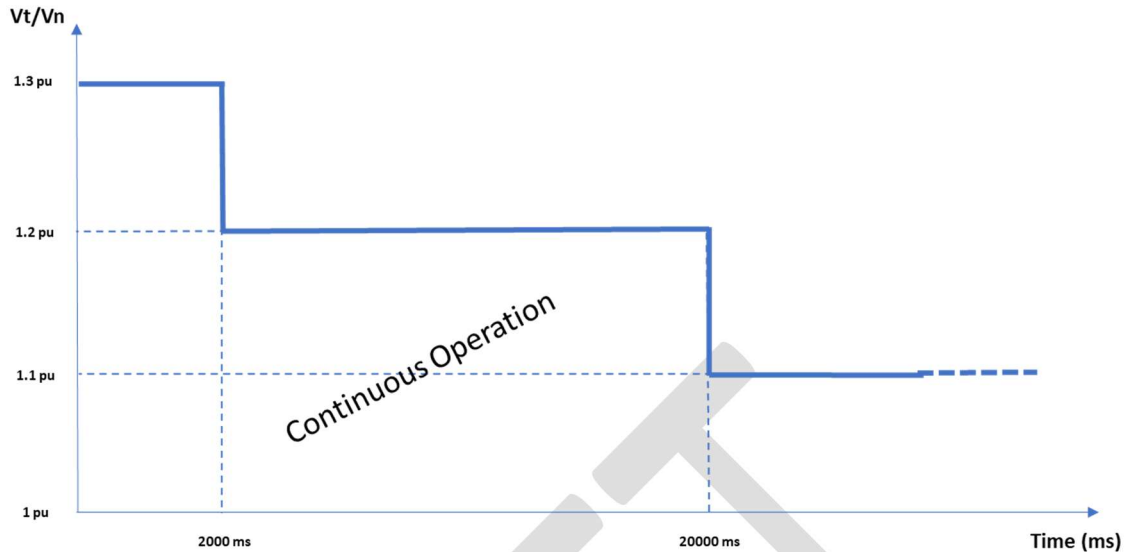 Vt/Vn
1.3 pu
1.2 pu
Continuous Operation
1.1 pu
1 pu
2000 ms
20000 ms
Time (ms)